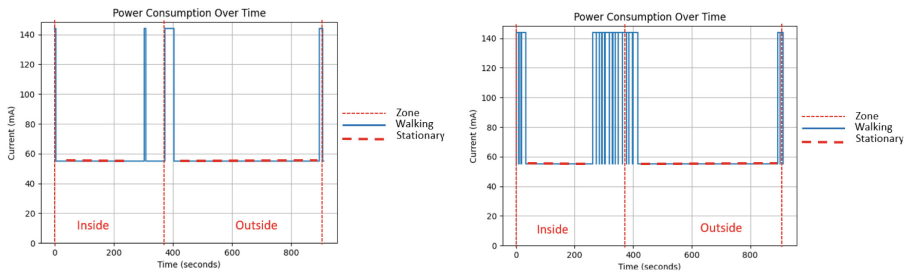 Power Consumption Over Time
140
120
100
80
60
40
20
0
Current (mA)
Inside
Outside
0
200
400
600
800
Time (seconds)
Zone
Walking
Stationary
Power Consumption Over Time
140
120
100
80
60
40
20
0
Current (mA)
Inside
Outside
0
200
400
600
800
Time (seconds)
Zone
Walking
Stationary